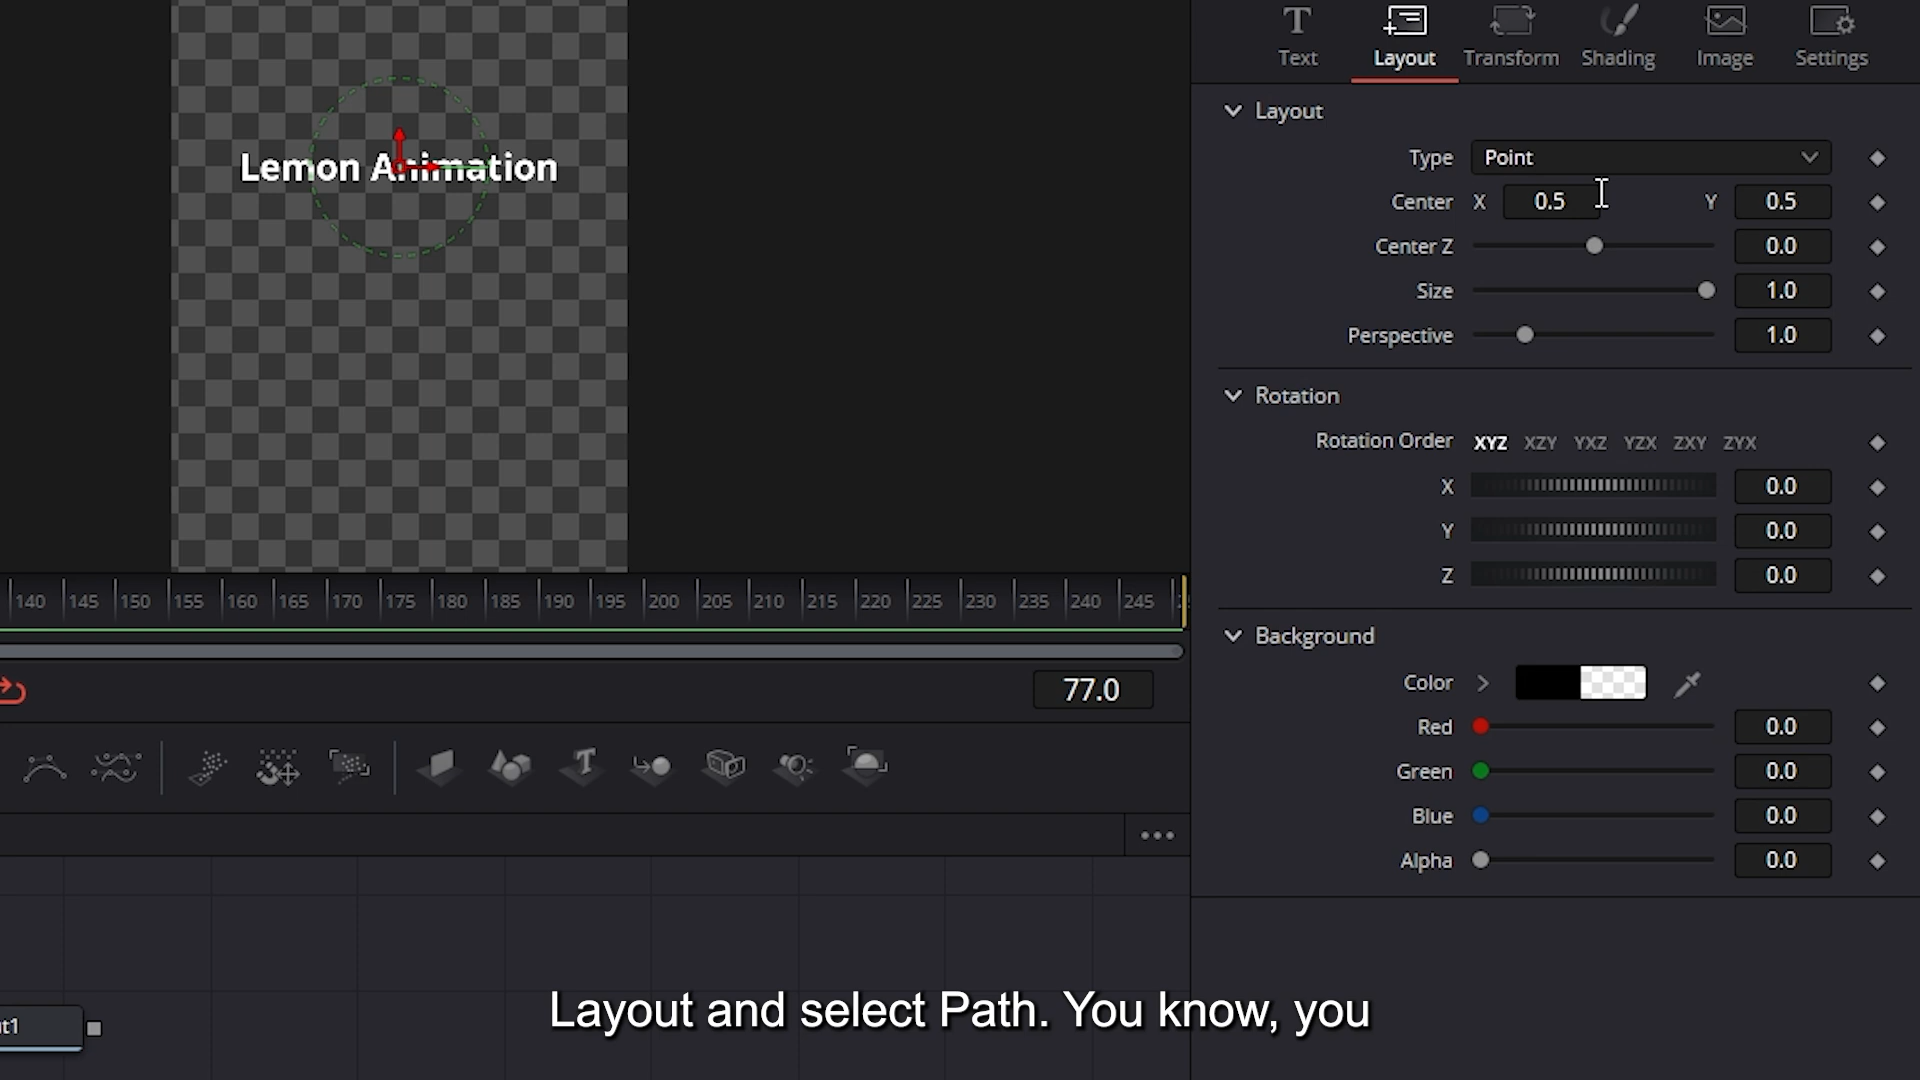 Text Layout Transform Shading Image Settings
Layout
Type Point
Center X 0.5 Y 0.5
Center Z 0.0
Size 1.0
Perspective 1.0
Rotation
Rotation Order XYZ XZY YXZ YZX ZXY ZYX
X 0.0
Y 0.0
Z 0.0
Background
Color
Red 0.0
Green 0.0
Blue 0.0
Alpha 0.0
Lemon Animation
140 145 150 155 160 165 170 175 180 185 190 195 200 205 210 215 220 225 230 235 240 245
77.0
t1
Layout and select Path. You know, you